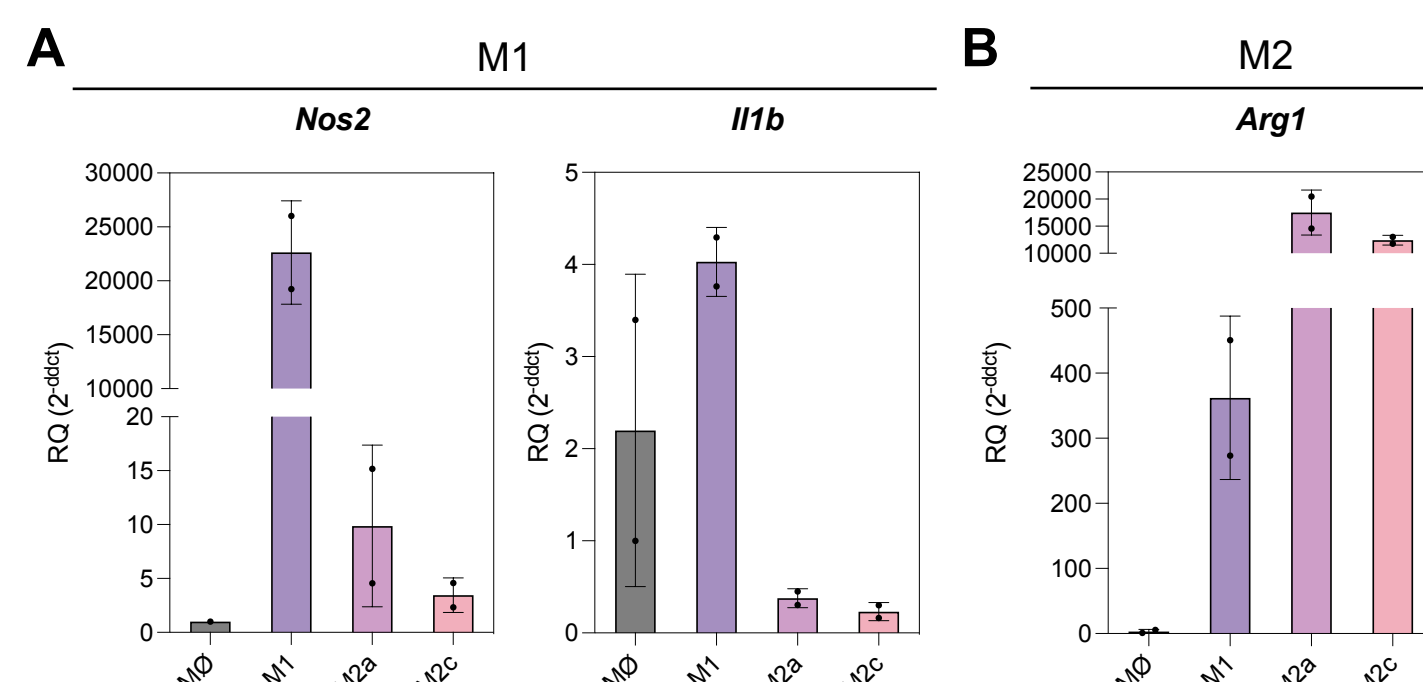 A
M1
B
M2
Nos2
Il1b
Arg1
RQ (2-ddct)
30000
25000
20000
15000
10000
20
15
10
5
0
MØ
M1
M2a
M2c
RQ (2-ddct)
5
4
3
2
1
0
MØ
M1
M2a
M2c
RQ (2-ddct)
25000
20000
15000
10000
500
400
300
200
100
0
MØ
M1
M2a
M2c